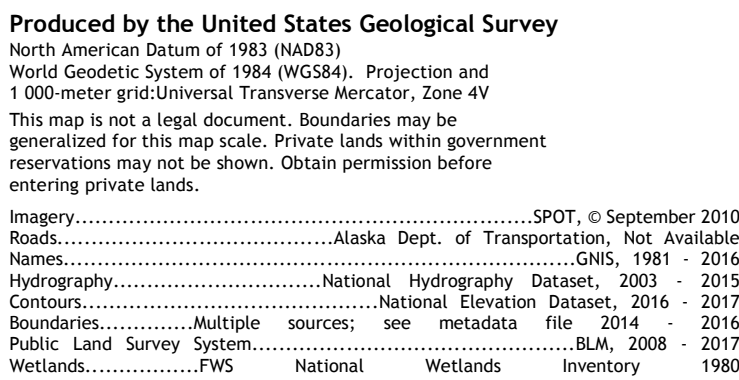 Produced by the United States Geological Survey
North American Datum of 1983 (NAD83)
World Geodetic System of 1984 (WGS84).  Projection and
1 000-meter grid:Universal Transverse Mercator, Zone 4V
This map is not a legal document. Boundaries may be
generalized for this map scale. Private lands within government
reservations may not be shown. Obtain permission before
entering private lands.
Imagery.........................................................SPOT, © September 2010
Roads..................................Alaska Dept. of Transportation, Not Available
Names................................................................GNIS, 1981 - 2016
Hydrography..........................National Hydrography Dataset, 2003 - 2015
Contours.....................................National Elevation Dataset, 2016 - 2017
Boundaries..............Multiple sources; see metadata file 2014 - 2016
Public Land Survey System........................................BLM, 2008 - 2017
Wetlands.................FWS National Wetlands Inventory 1980